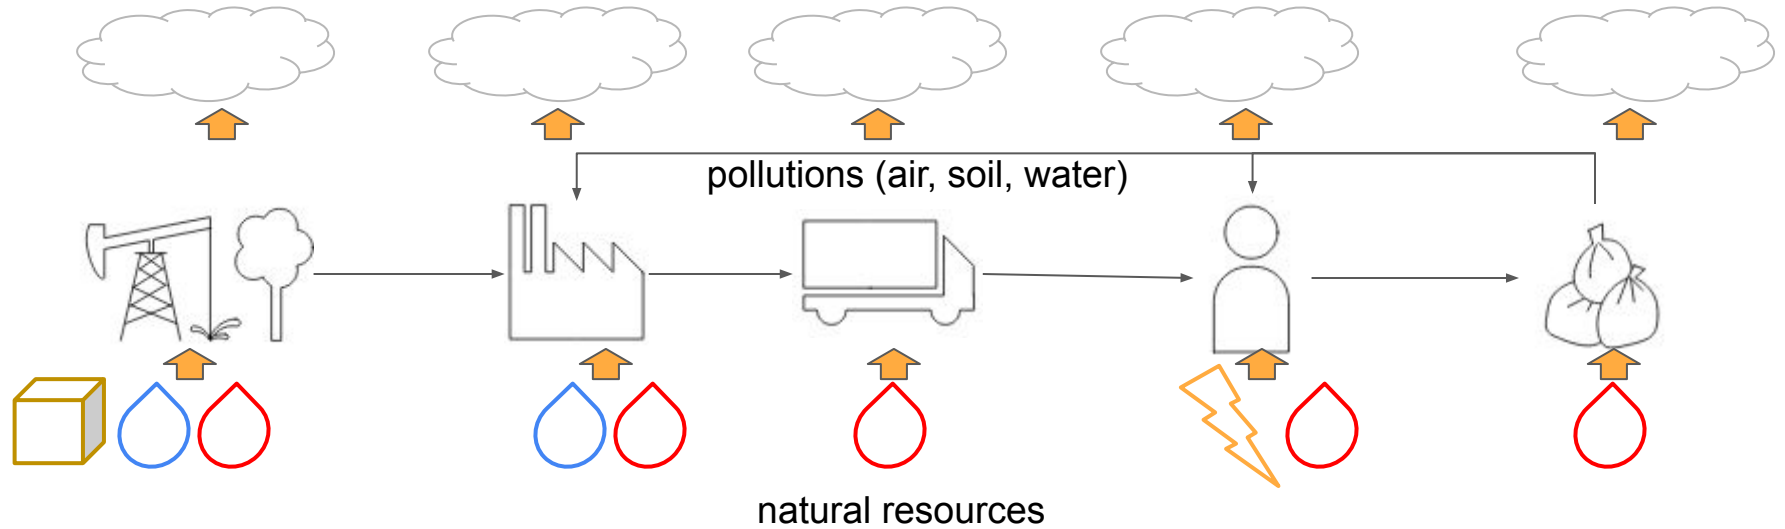 pollutions (air, soil, water)
natural resources